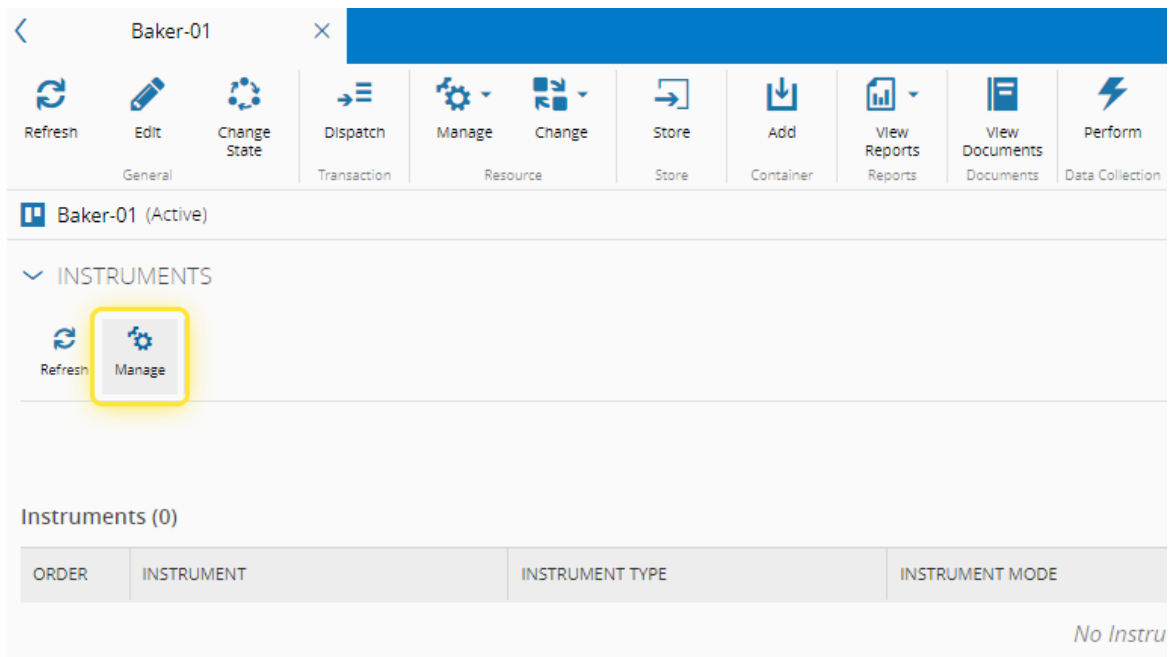 Baker-01
Refresh Edit Change State Dispatch Manage Change Store Add View Reports View Documents Perform
General Transaction Resource Store Container Reports Documents Data Collection
Baker-01 (Active)
INSTRUMENTS
Refresh Manage
Instruments (0)
ORDER INSTRUMENT INSTRUMENT TYPE INSTRUMENT MODE
No Instru